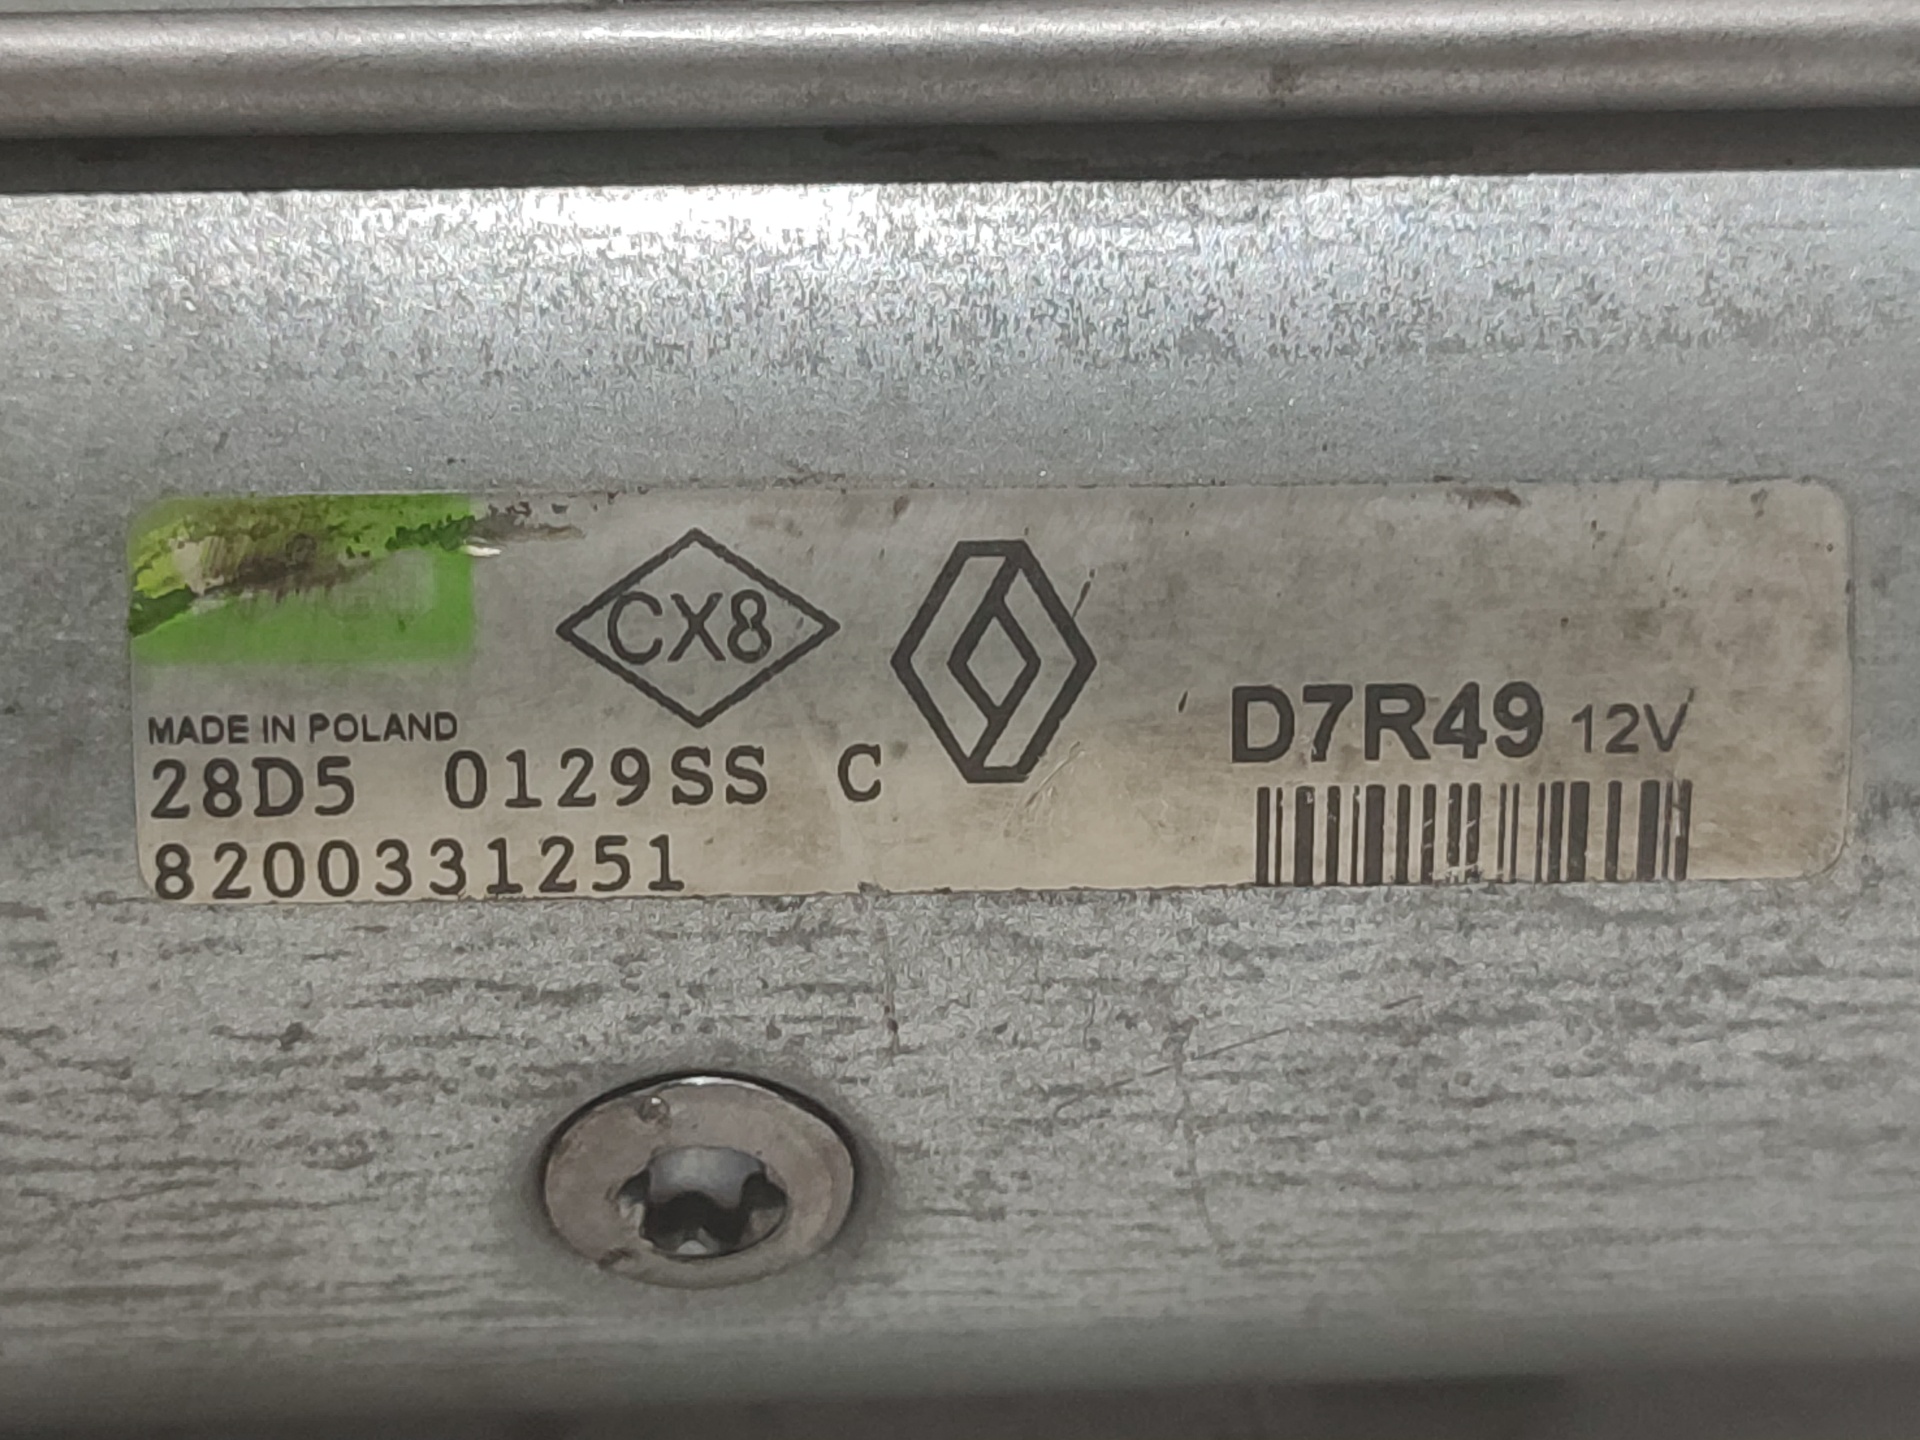 CX8
D7R49 12V
MADE IN POLAND
28D5 0129SS C
8200331251